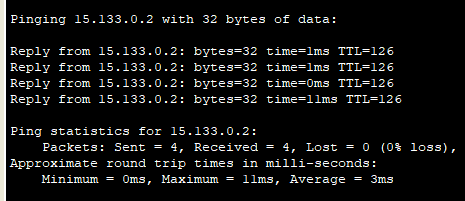 Pinging 15.133.0.2 with 32 bytes of data:
Reply from 15.133.0.2: bytes=32 time=1ms TTL=126
Reply from 15.133.0.2: bytes=32 time=1ms TTL=126
Reply from 15.133.0.2: bytes=32 time=0ms TTL=126
Reply from 15.133.0.2: bytes=32 time=11ms TTL=126
Ping statistics for 15.133.0.2:
Packets: Sent = 4, Received = 4, Lost = 0 (0% loss),
Approximate round trip times in milli-seconds:
Minimum = 0ms, Maximum = 11ms, Average = 3ms